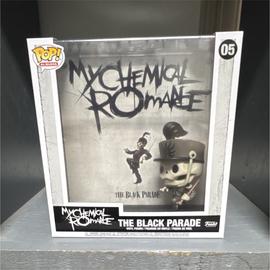 POP!
ALBUMS
05
MY CHEMICAL
ROMANCE
THE BLACK PARADE
MY CHEMICAL
ROMANCE
THE BLACK PARADE
Funko